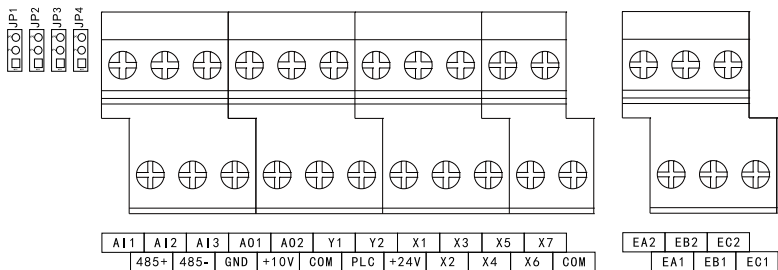 JP1 JP2 JP3 JP4
AI1 AI2 AI3 AO1 AO2 Y1 Y2 X1 X3 X5 X7
485+ 485- GND +10V COM PLC +24V X2 X4 X6 COM
EA2 EB2 EC2
EA1 EB1 EC1